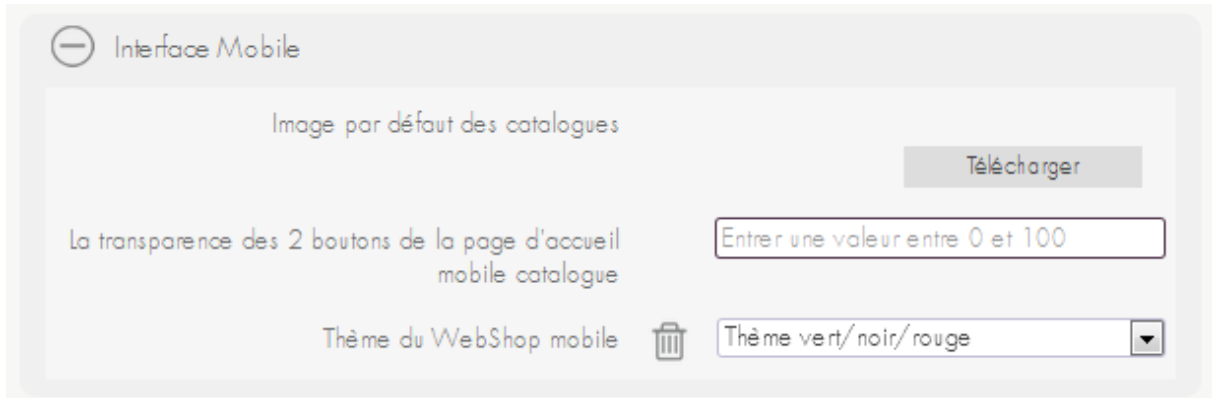 Interface Mobile
Image par défaut des catalogues
Télécharger
La transparence des 2 boutons de la page d'accueil
mobile catalogue
Entrer une valeur entre 0 et 100
Thème du WebShop mobile
Thème vert/noir/rouge